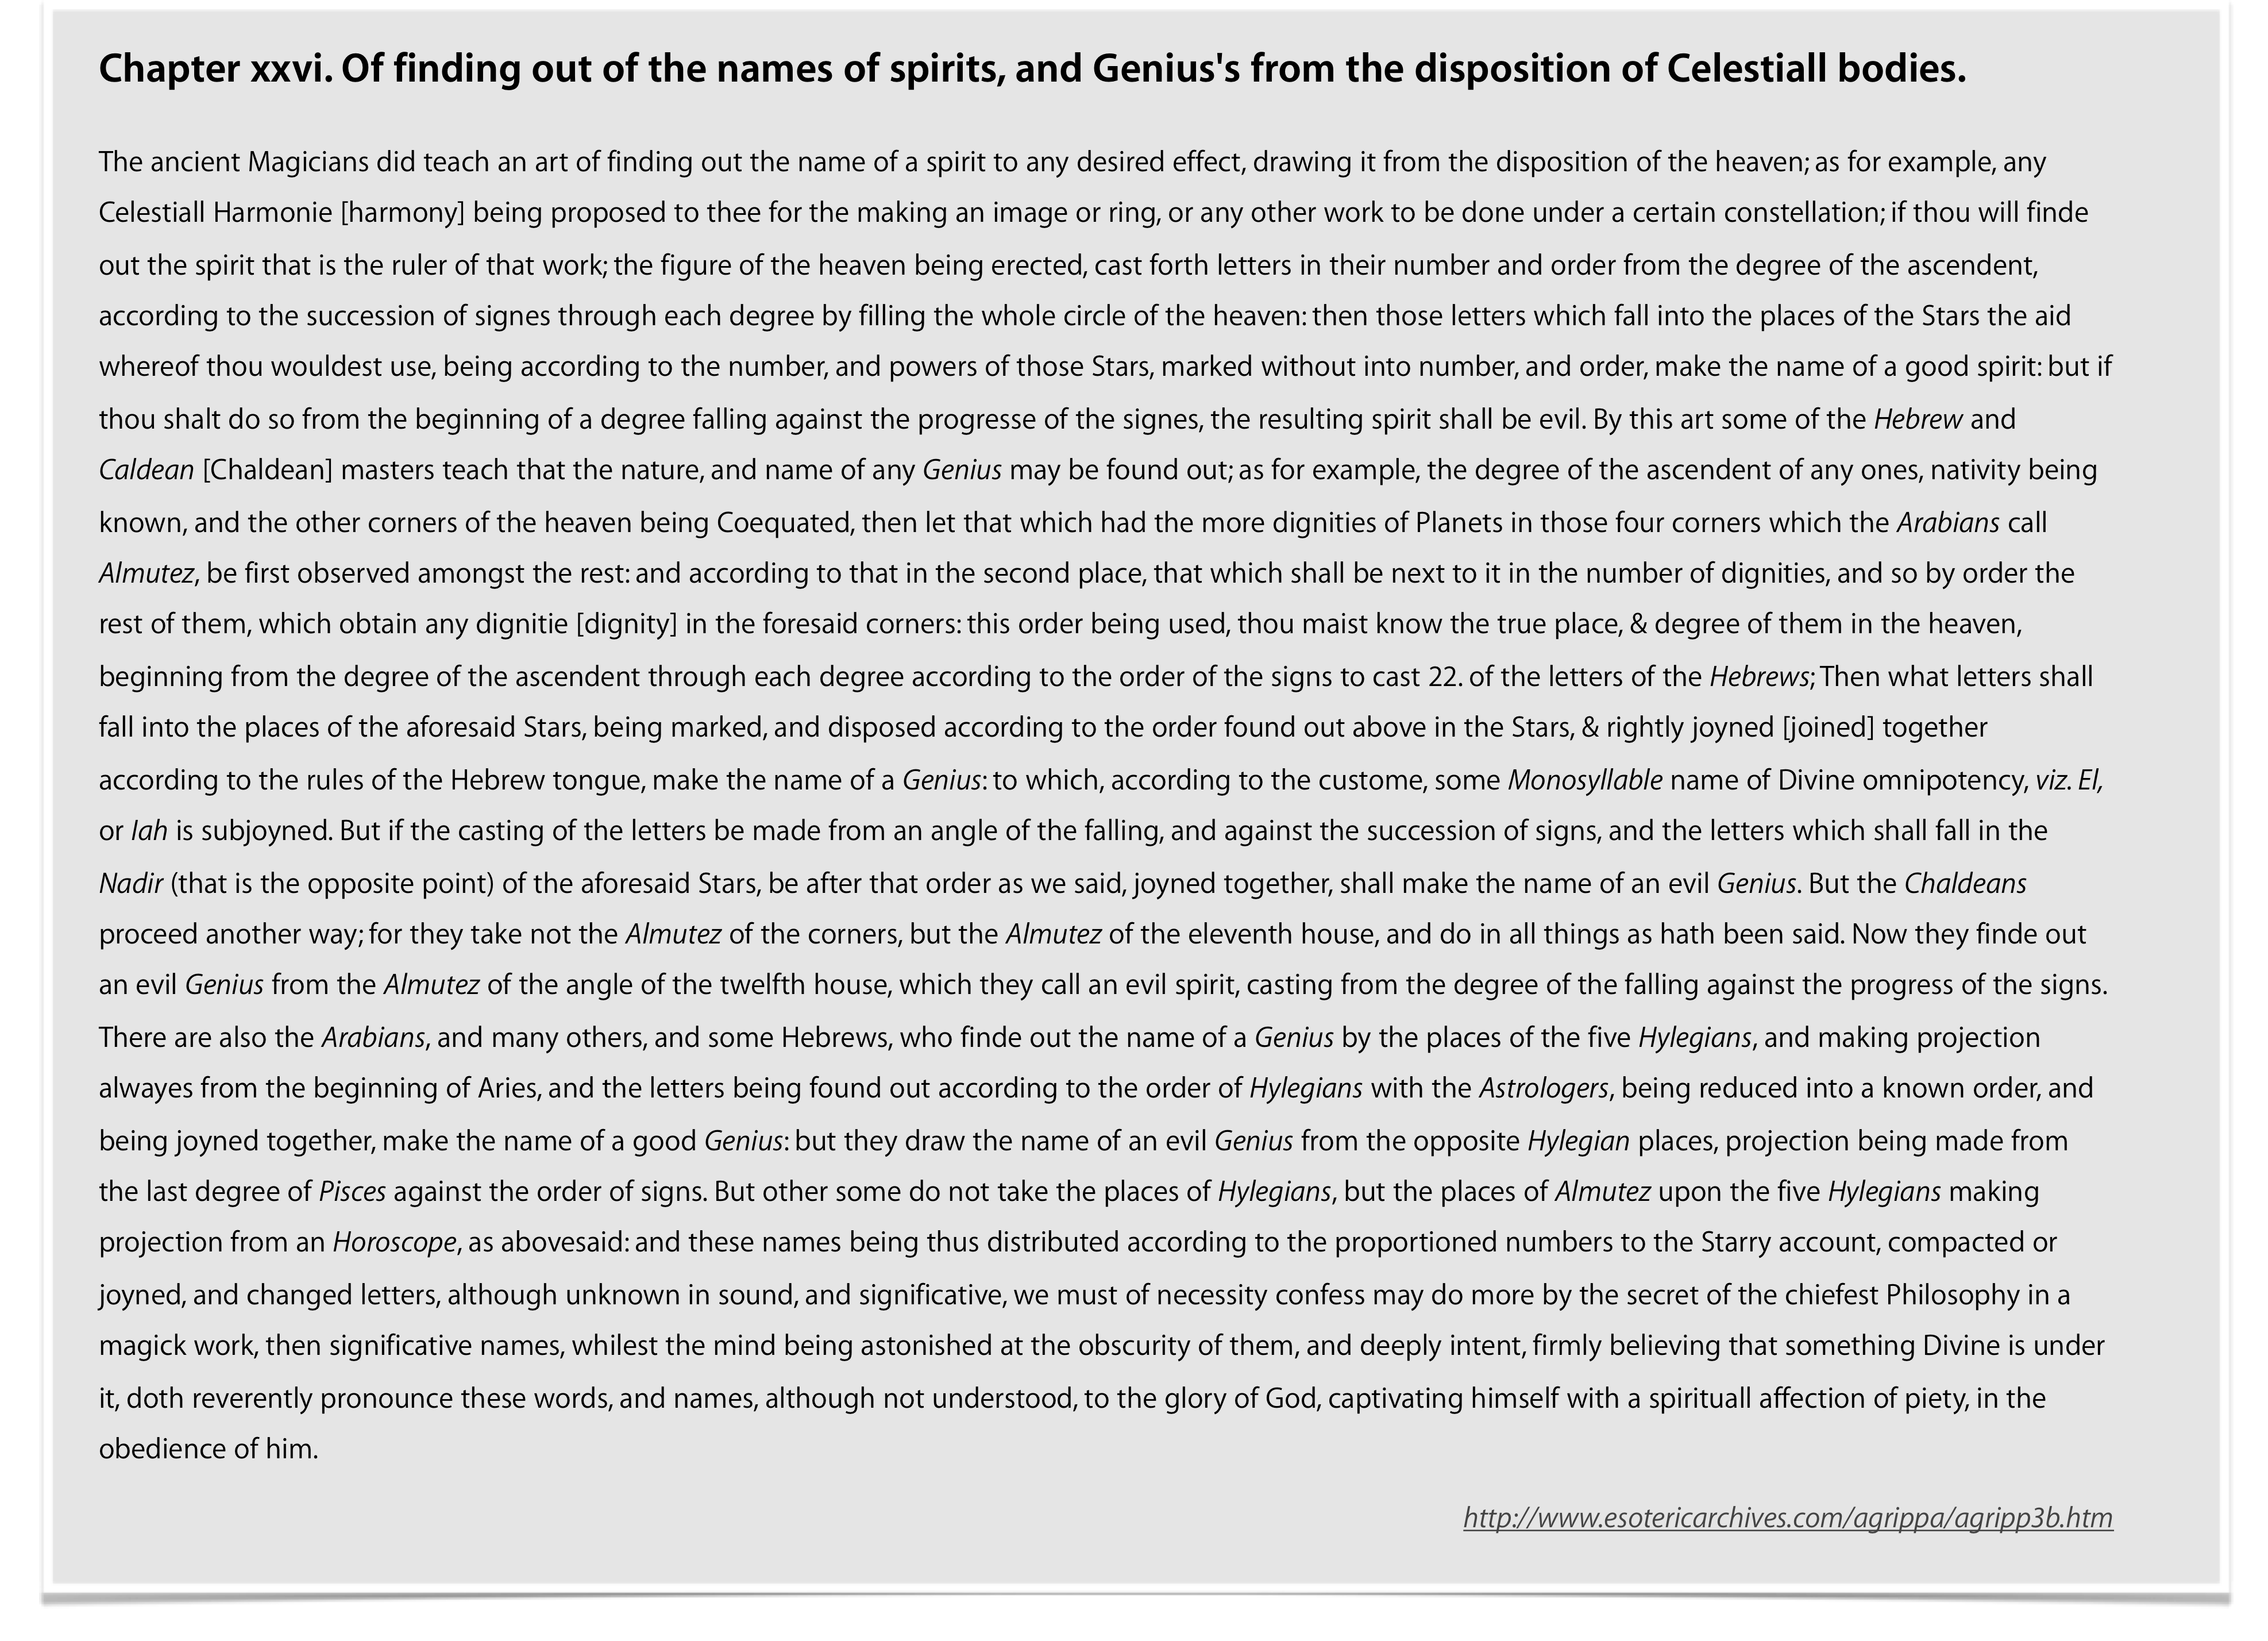 Chapter xxvi. Of finding out of the names of spirits, and Genius's from the disposition of Celestiall bodies.
The ancient Magicians did teach an art of finding out the name of a spirit to any desired effect, drawing it from the disposition of the heaven; as for example, any
Celestiall Harmonie [harmony] being proposed to thee for the making an image or ring, or any other work to be done under a certain constellation; if thou will finde
out the spirit that is the ruler of that work; the figure of the heaven being erected, cast forth letters in their number and order from the degree of the ascendent,
according to the succession of signes through each degree by filling the whole circle of the heaven: then those letters which fall into the places of the Stars the aid
whereof thou wouldest use, being according to the number, and powers of those Stars, marked without into number, and order, make the name of a good spirit: but if
thou shalt do so from the beginning of a degree falling against the progresse of the signes, the resulting spirit shall be evil. By this art some of the Hebrew and
Caldean [Chaldean] masters teach that the nature, and name of any Genius may be found out; as for example, the degree of the ascendent of any ones, nativity being
known, and the other corners of the heaven being Coequated, then let that which had the more dignities of Planets in those four corners which the Arabians call
Almutez, be first observed amongst the rest: and according to that in the second place, that which shall be next to it in the number of dignities, and so by order the
rest of them, which obtain any dignitie [dignity] in the foresaid corners: this order being used, thou maist know the true place, & degree of them in the heaven,
beginning from the degree of the ascendent through each degree according to the order of the signs to cast 22. of the letters of the Hebrews; Then what letters shall
fall into the places of the aforesaid Stars, being marked, and disposed according to the order found out above in the Stars, & rightly joyned [joined] together
according to the rules of the Hebrew tongue, make the name of a Genius: to which, according to the custome, some Monosyllable name of Divine omnipotency, viz. El,
or Iah is subjoyned. But if the casting of the letters be made from an angle of the falling, and against the succession of signs, and the letters which shall fall in the
Nadir (that is the opposite point) of the aforesaid Stars, be after that order as we said, joyned together, shall make the name of an evil Genius. But the Chaldeans
proceed another way; for they take not the Almutez of the corners, but the Almutez of the eleventh house, and do in all things as hath been said. Now they finde out
an evil Genius from the Almutez of the angle of the twelfth house, which they call an evil spirit, casting from the degree of the falling against the progress of the signs.
There are also the Arabians, and many others, and some Hebrews, who finde out the name of a Genius by the places of the five Hylegians, and making projection
alwayes from the beginning of Aries, and the letters being found out according to the order of Hylegians with the Astrologers, being reduced into a known order, and
being joyned together, make the name of a good Genius: but they draw the name of an evil Genius from the opposite Hylegian places, projection being made from
the last degree of Pisces against the order of signs. But other some do not take the places of Hylegians, but the places of Almutez upon the five Hylegians making
projection from an Horoscope, as abovesaid: and these names being thus distributed according to the proportioned numbers to the Starry account, compacted or
joyned, and changed letters, although unknown in sound, and significative, we must of necessity confess may do more by the secret of the chiefest Philosophy in a
magick work, then significative names, whilest the mind being astonished at the obscurity of them, and deeply intent, firmly believing that something Divine is under
it, doth reverently pronounce these words, and names, although not understood, to the glory of God, captivating himself with a spirituall affection of piety, in the
obedience of him.
http://www.esotericarchives.com/agrippa/agripp3b.htm